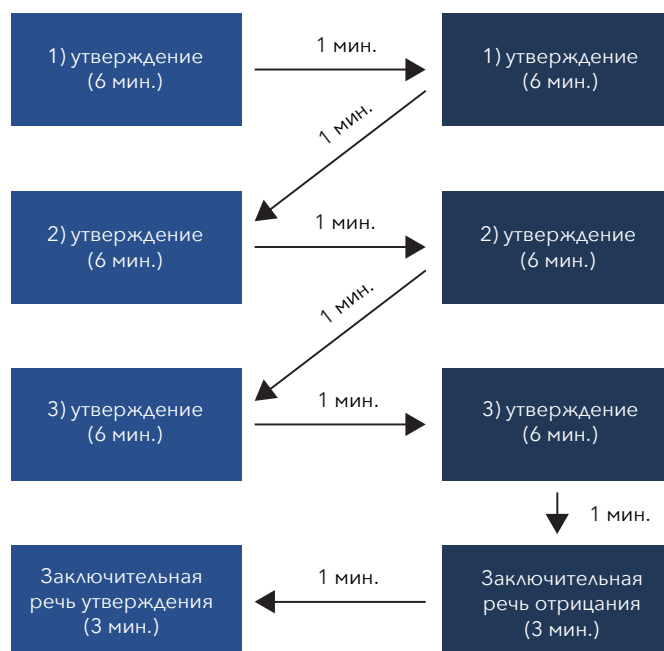 1) утверждение
(6 мин.)
1 мин.
1) утверждение
(6 мин.)
1 мин.
2) утверждение
(6 мин.)
1 мин.
2) утверждение
(6 мин.)
1 мин.
3) утверждение
(6 мин.)
1 мин.
3) утверждение
(6 мин.)
1 мин.
Заключительная
речь отрицания
(3 мин.)
1 мин.
Заключительная
речь утверждения
(3 мин.)